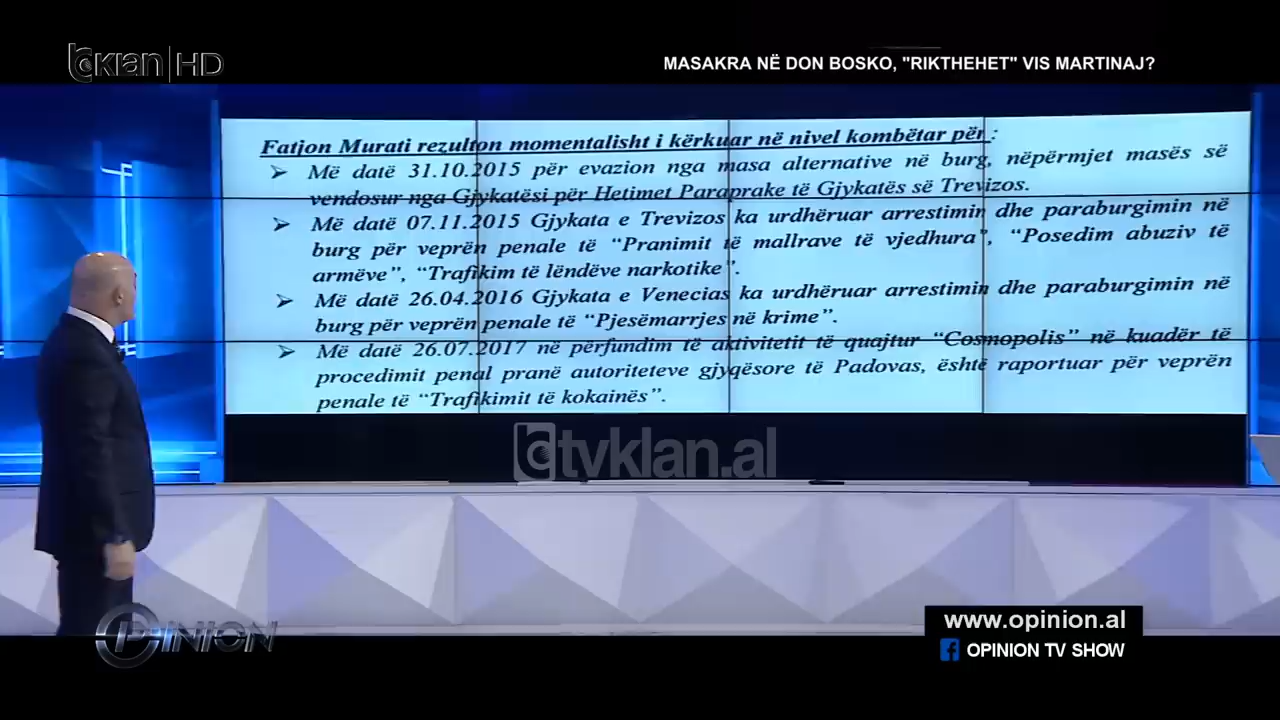 tvklan HD
MASAKRA NË DON BOSKO, "RIKTHEHET" VIS MARTINAJ?
Fatjon Murati rezulton momentalisht i kërkuar në nivel kombëtar për :
➢ Më datë 31.10.2015 për evazion nga masa alternative në burg, nëpërmjet masës së
vendosur nga Gjykatësi për Hetimet Paraprake të Gjykatës së Trevizos.
➢ Më datë 07.11.2015 Gjykata e Trevizos ka urdhëruar arrestimin dhe paraburgimin në
burg për veprën penale të “Pranimit të mallrave të vjedhura”, “Posedim abuziv të
armëve”, “Trafikim të lëndëve narkotike”.
➢ Më datë 26.04.2016 Gjykata e Venecias ka urdhëruar arrestimin dhe paraburgimin në
burg për veprën penale të “Pjesëmarrjes në krime”.
➢ Më datë 26.07.2017 në përfundim të aktivitetit të quajtur “Cosmopolis” në kuadër të
procedimit penal pranë autoriteteve gjyqësore të Padovas, është raportuar për veprën
penale të “Trafikimit të kokainës”.
tvklan.al
OPINION
www.opinion.al
OPINION TV SHOW